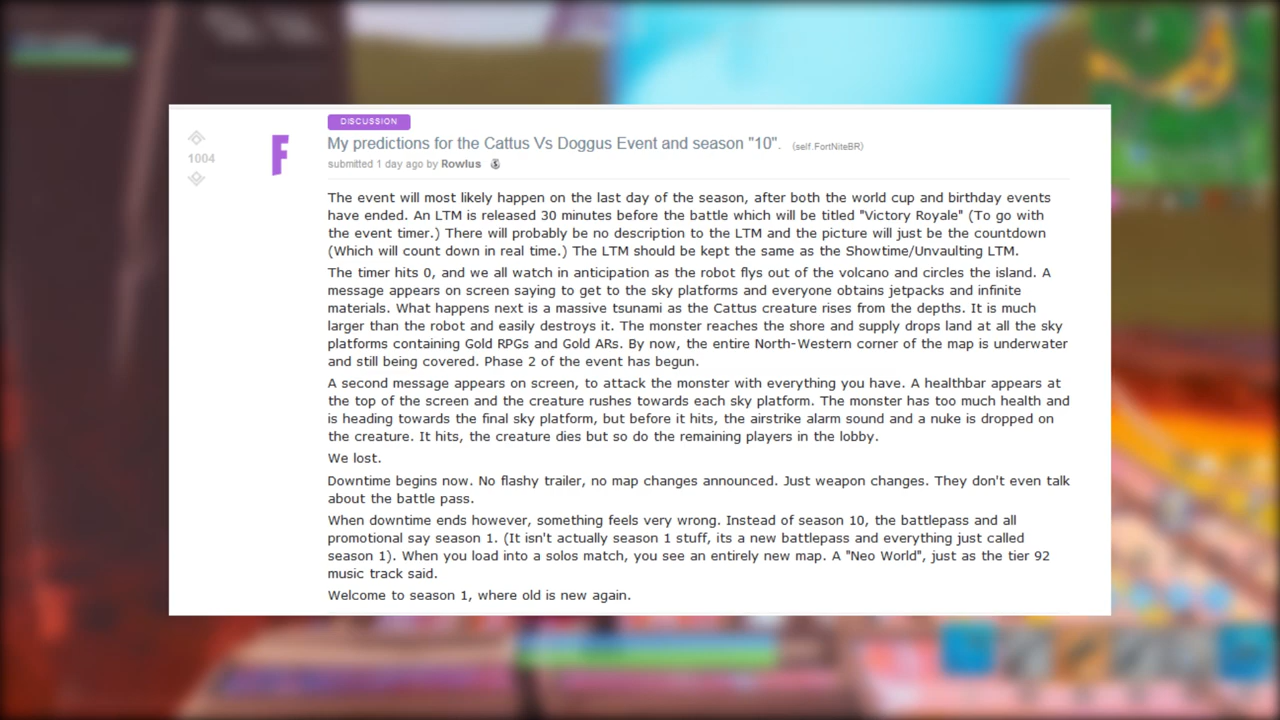 DISCUSSION
My predictions for the Cattus Vs Doggus Event and season "10". (self.FortNiteBR)
1004
submitted 1 day ago by Rowlus
The event will most likely happen on the last day of the season, after both the world cup and birthday events
have ended. An LTM is released 30 minutes before the battle which will be titled "Victory Royale" (To go with
the event timer.) There will probably be no description to the LTM and the picture will just be the countdown
(Which will count down in real time.) The LTM should be kept the same as the Showtime/Unvaulting LTM.
The timer hits 0, and we all watch in anticipation as the robot flys out of the volcano and circles the island. A
message appears on screen saying to get to the sky platforms and everyone obtains jetpacks and infinite
materials. What happens next is a massive tsunami as the Cattus creature rises from the depths. It is much
larger than the robot and easily destroys it. The monster reaches the shore and supply drops land at all the sky
platforms containing Gold RPGs and Gold ARs. By now, the entire North-Western corner of the map is underwater
and still being covered. Phase 2 of the event has begun.
A second message appears on screen, to attack the monster with everything you have. A healthbar appears at
the top of the screen and the creature rushes towards each sky platform. The monster has too much health and
is heading towards the final sky platform, but before it hits, the airstrike alarm sound and a nuke is dropped on
the creature. It hits, the creature dies but so do the remaining players in the lobby.
We lost.
Downtime begins now. No flashy trailer, no map changes announced. Just weapon changes. They don't even talk
about the battle pass.
When downtime ends however, something feels very wrong. Instead of season 10, the battlepass and all
promotional say season 1. (It isn't actually season 1 stuff, its a new battlepass and everything just called
season 1). When you load into a solos match, you see an entirely new map. A "Neo World", just as the tier 92
music track said.
Welcome to season 1, where old is new again.